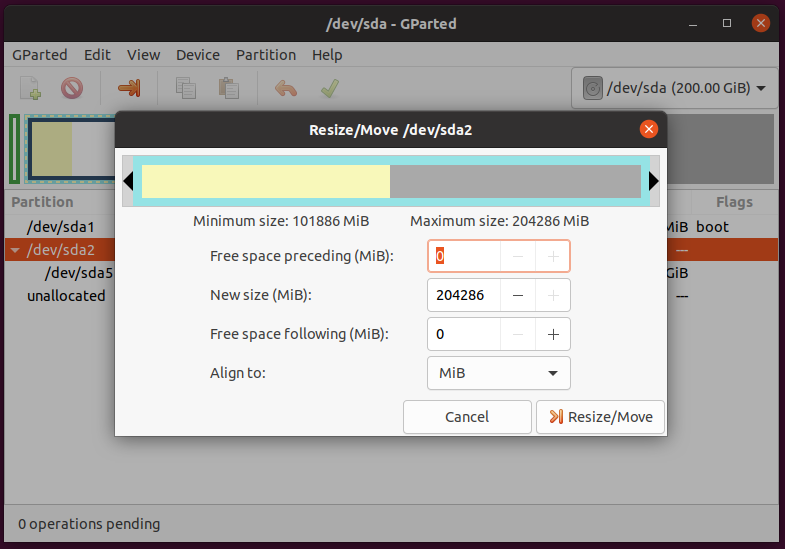 /dev/sda - GParted
GParted Edit View Device Partition Help
/dev/sda (200.00 GiB)
Resize/Move /dev/sda2
Minimum size: 101886 MiB Maximum size: 204286 MiB
Free space preceding (MiB): 0
New size (MiB): 204286
Free space following (MiB): 0
Align to: MiB
Cancel Resize/Move
Partition Flags
/dev/sda1 MiB boot
/dev/sda2 ---
/dev/sda5 GiB
unallocated ---
0 operations pending